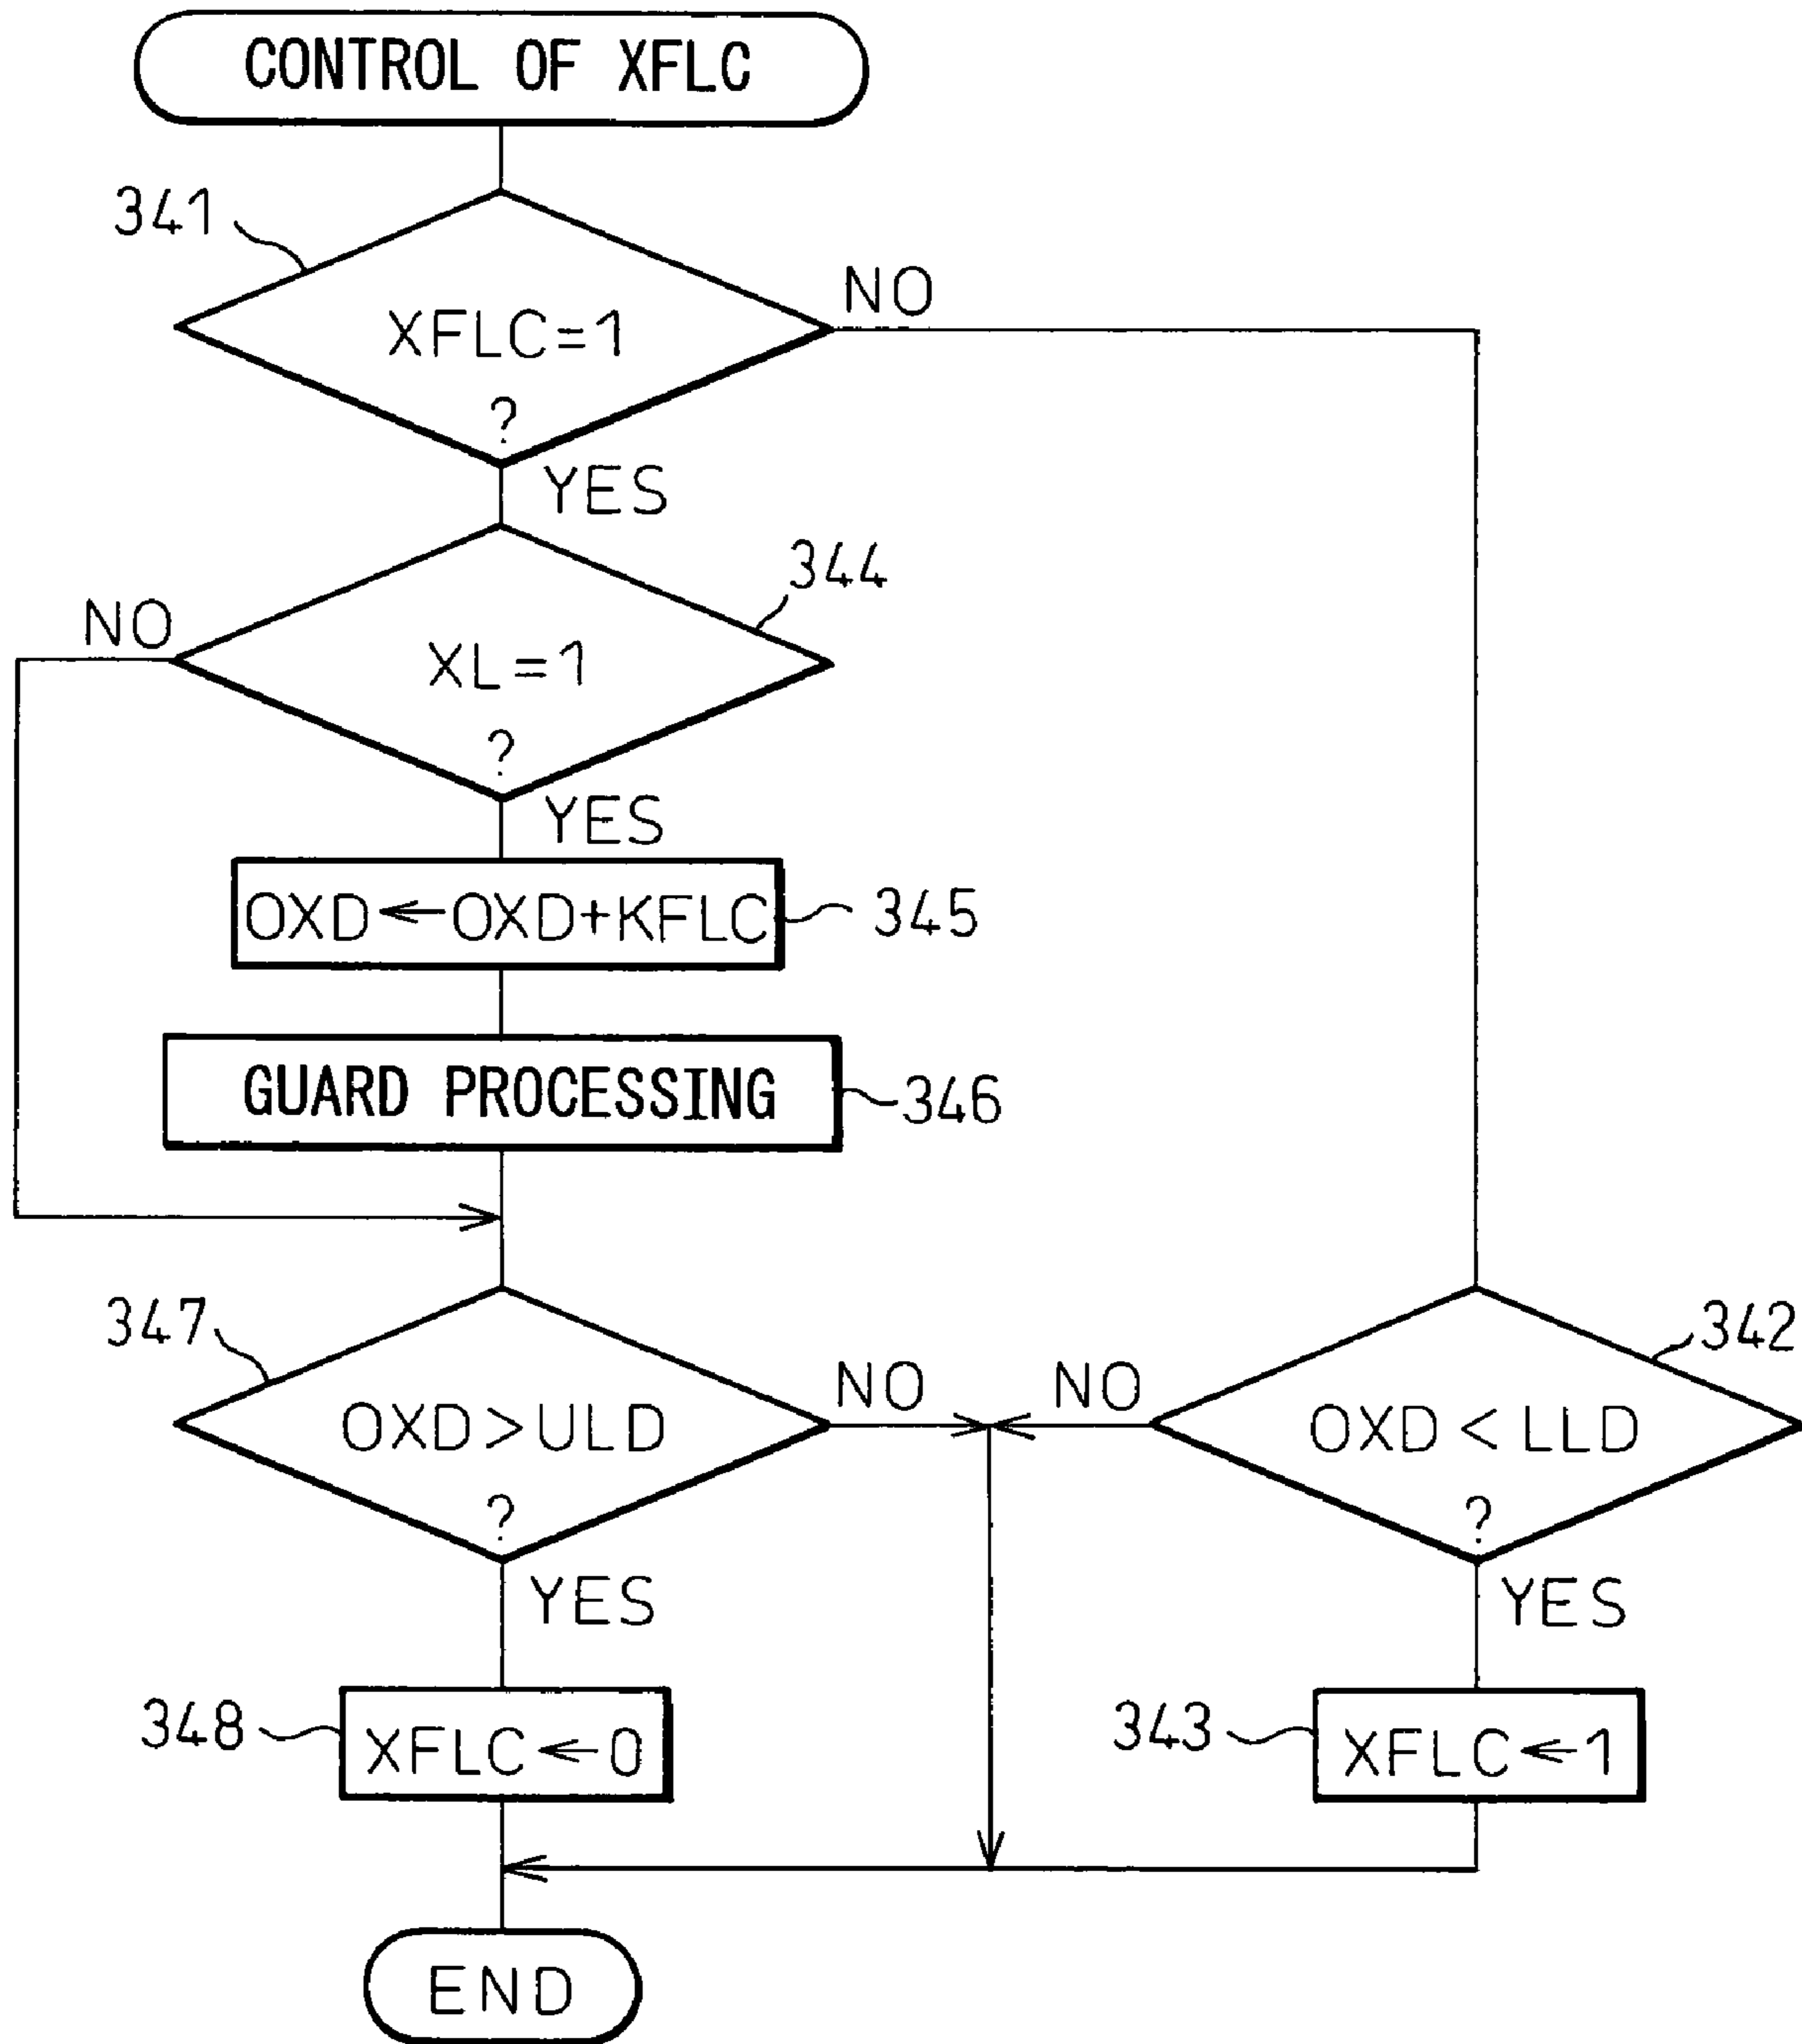 CONTROL OF XFLC
341
XFLC=1
?
NO
YES
344
NO
XL=1
?
YES
OXD←OXD+KFLC
345
GUARD PROCESSING
346
347
OXD>ULD
?
NO
YES
NO
342
OXD<LLD
?
YES
348
XFLC←0
343
XFLC←1
END